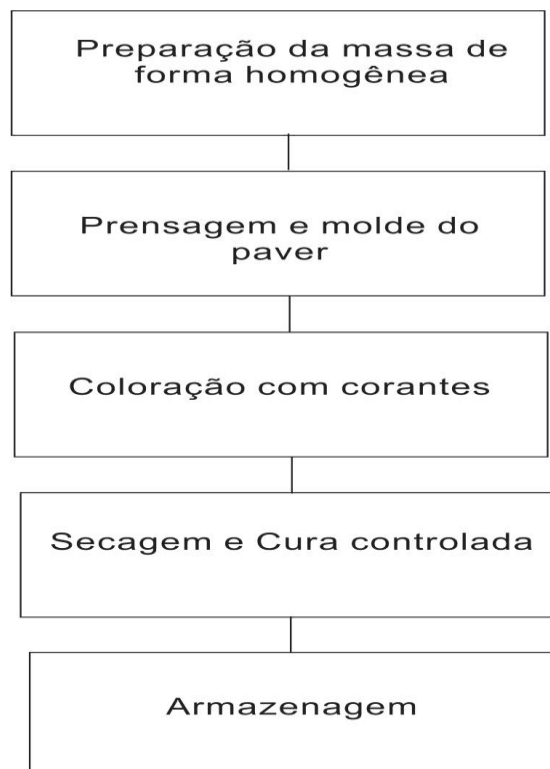 Preparação da massa de
forma homogênea
Prensagem e molde do
paver
Coloração com corantes
Secagem e Cura controlada
Armazenagem